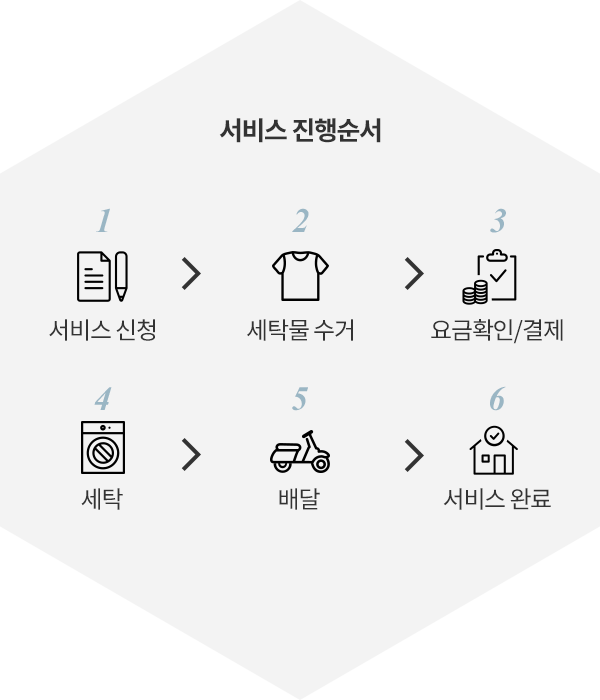 서비스 진행순서
1
2
3
서비스 신청
세탁물 수거
요금확인/결제
4
5
6
세탁
배달
서비스 완료